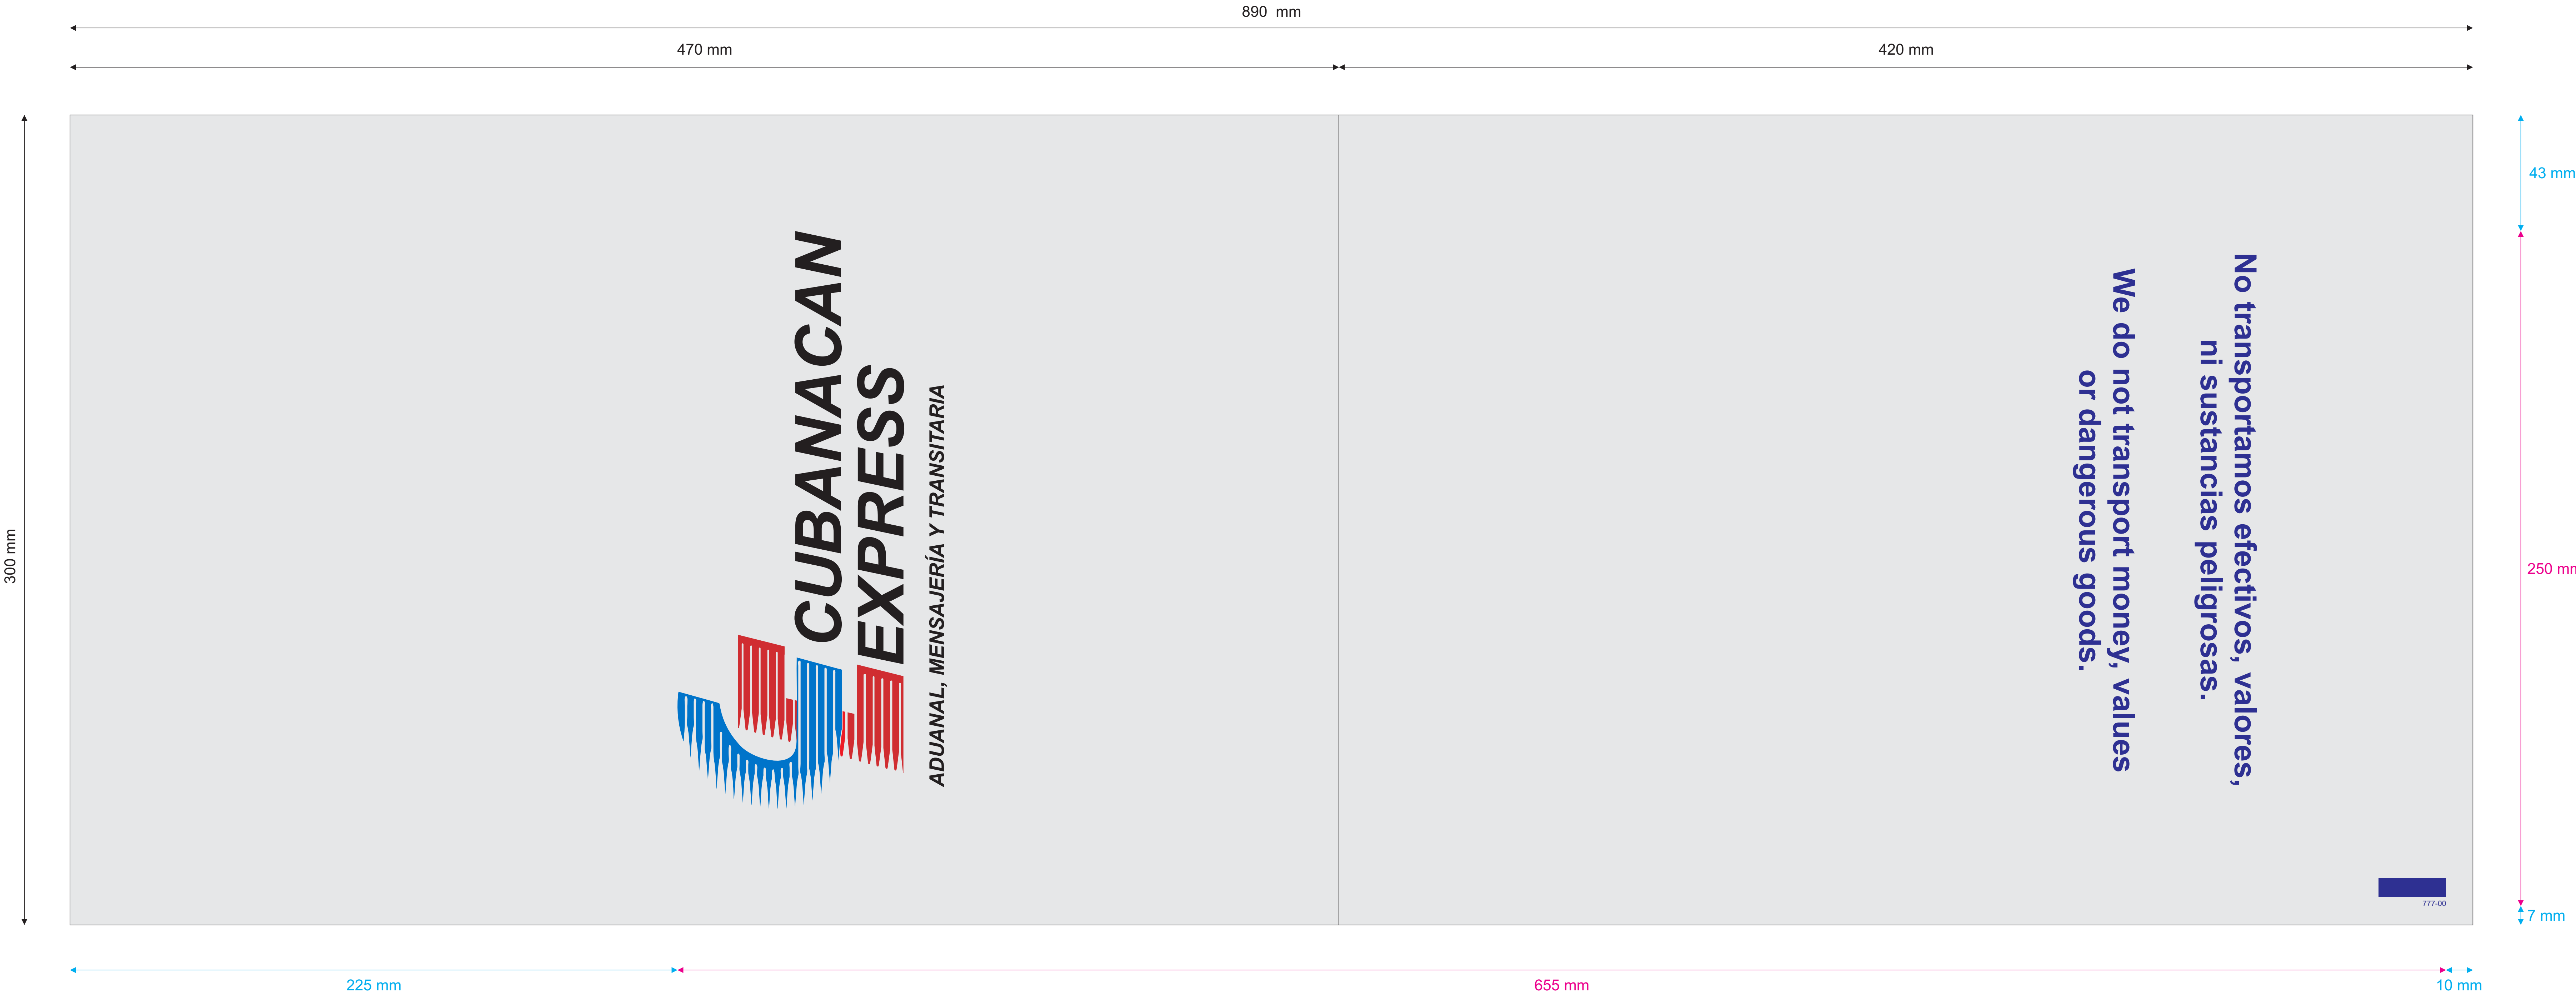 890 mm
470 mm
420 mm
300 mm
CUBANACAN
EXPRESS
ADUANAL, MENSAJERÍA Y TRANSITARIA
No transportamos efectivos, valores,
ni sustancias peligrosas.
We do not transport money, values
or dangerous goods.
777-00
43 mm
250 mm
7 mm
225 mm
655 mm
10 mm